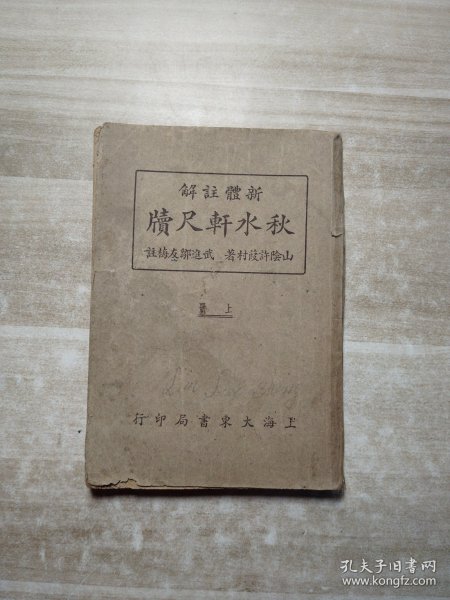 新體註解
秋水軒尺牘
山陰許葭村著 武進鄒友梅註
上冊
上海大東書局印行
孔夫子旧书网
www.kongfz.com